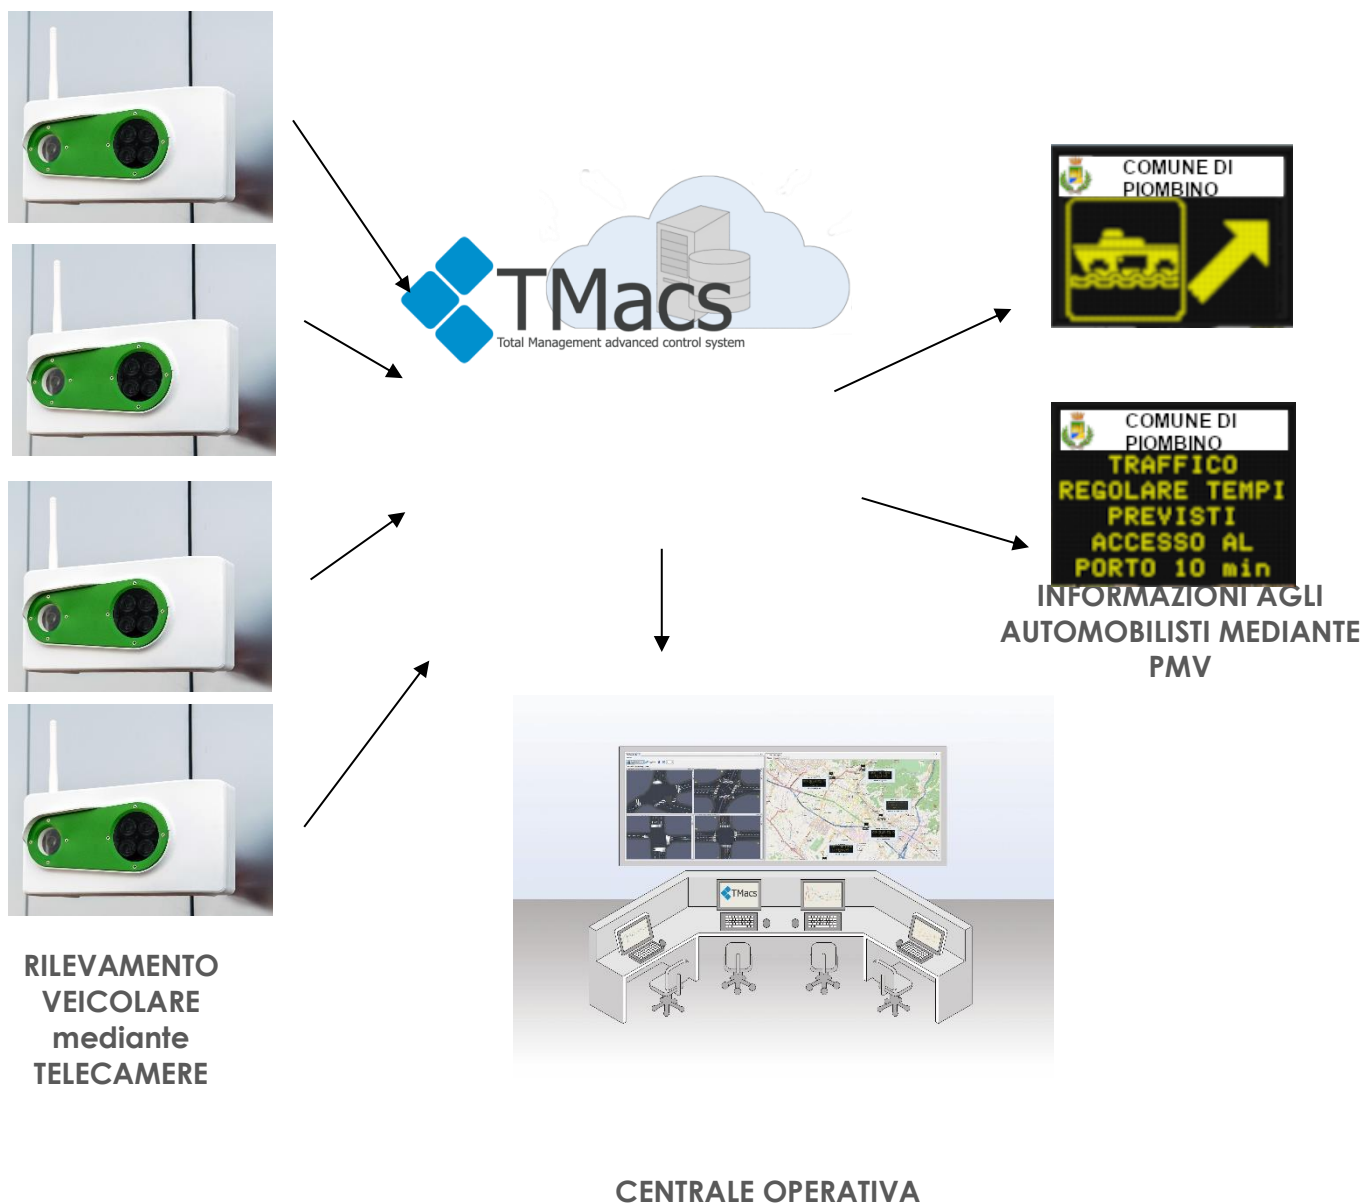 COMUNE DI
PIOMBINO
TMacs
Total Management advanced control system
COMUNE DI
PIOMBINO
TRAFFICO
REGOLARE TEMPI
PREVISTI
ACCESSO AL
PORTO 10 min
INFORMAZIONI AGLI
AUTOMOBILISTI MEDIANTE
PMV
TMacs
RILEVAMENTO
VEICOLARE
mediante
TELECAMERE
CENTRALE OPERATIVA